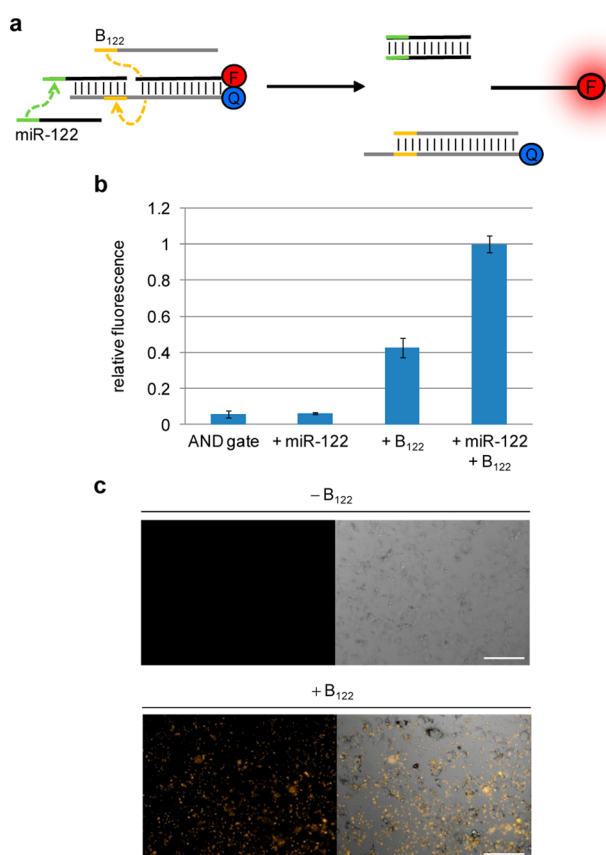 a
B₁₂₂
F
Q
miR-122
F
Q
b
1.2
1
0.8
0.6
0.4
0.2
0
relative fluorescence
AND gate
+ miR-122
+ B₁₂₂
+ miR-122
+ B₁₂₂
c
– B₁₂₂
+ B₁₂₂